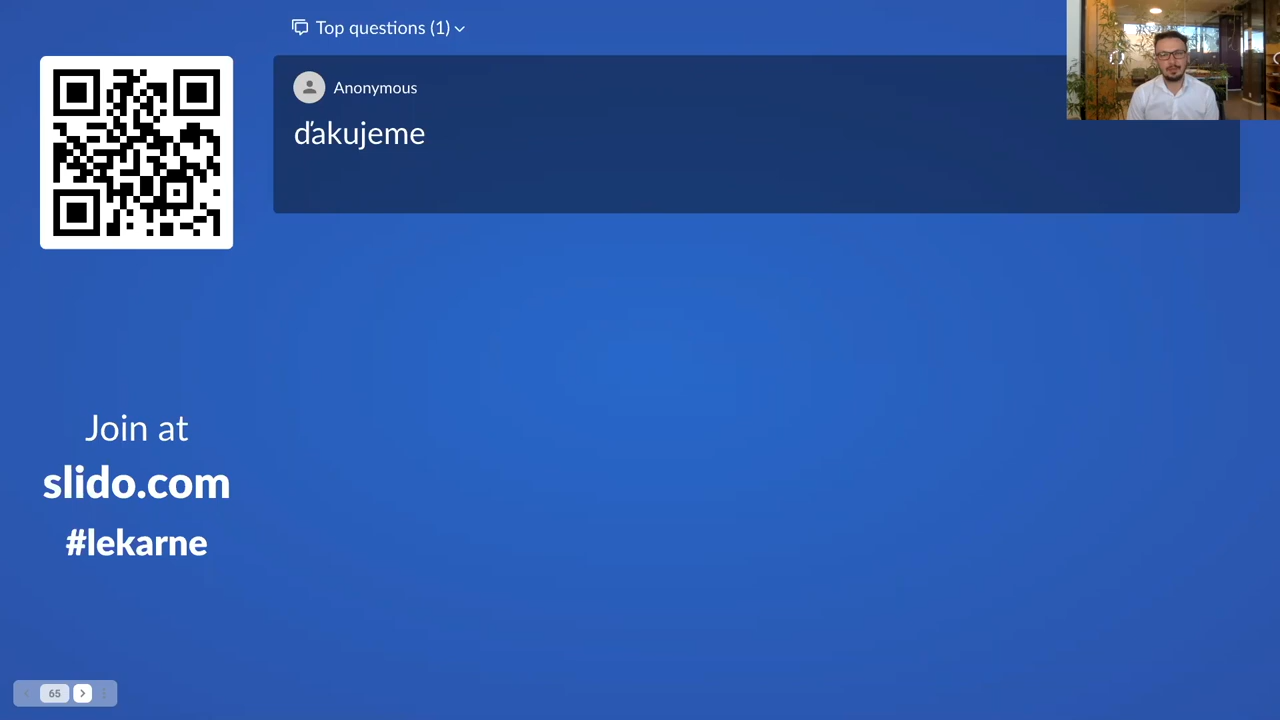 Top questions (1)
Anonymous
ďakujeme
Join at
slido.com
#lekarne
65